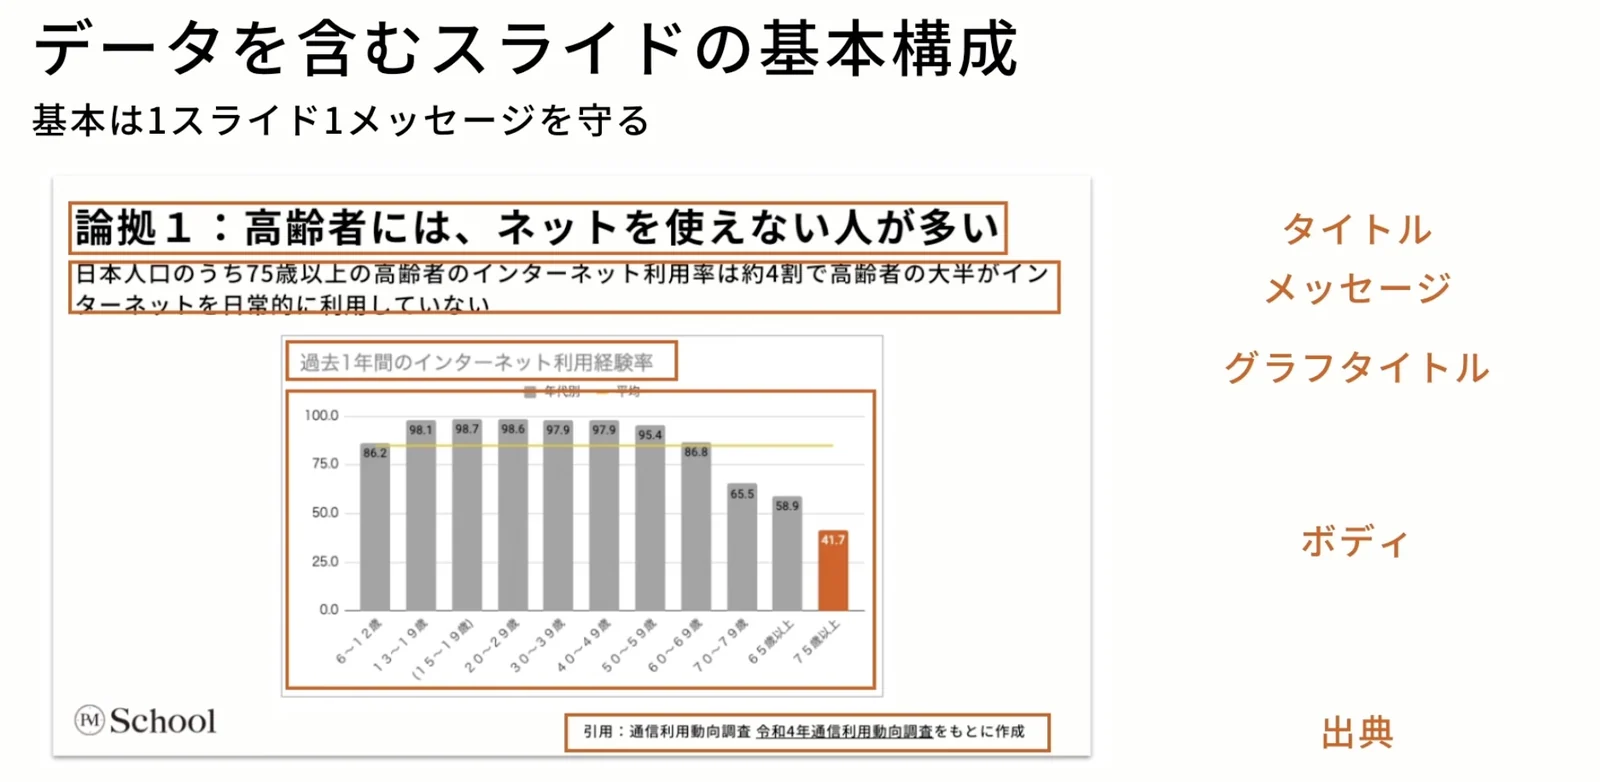 データを含むスライドの基本構成
基本は1スライド1メッセージを守る
論拠１：高齢者には、ネットを使えない人が多い
日本人口のうち75歳以上の高齢者のインターネット利用率は約4割で高齢者の大半がイン
ターネットを日常的に利用していない
過去1年間のインターネット利用経験率
年代別 平均
100.0
75.0
50.0
25.0
0.0
86.2
98.1
98.7
98.6
97.9
97.9
95.4
86.8
65.5
58.9
41.7
６〜１２歳
１３〜１９歳
(１５〜１９歳)
２０〜２９歳
３０〜３９歳
４０〜４９歳
５０〜５９歳
６０〜６９歳
７０〜７９歳
６５歳以上
７５歳以上
PM School
引用：通信利用動向調査 令和4年通信利用動向調査をもとに作成
タイトル
メッセージ
グラフタイトル
ボディ
出典